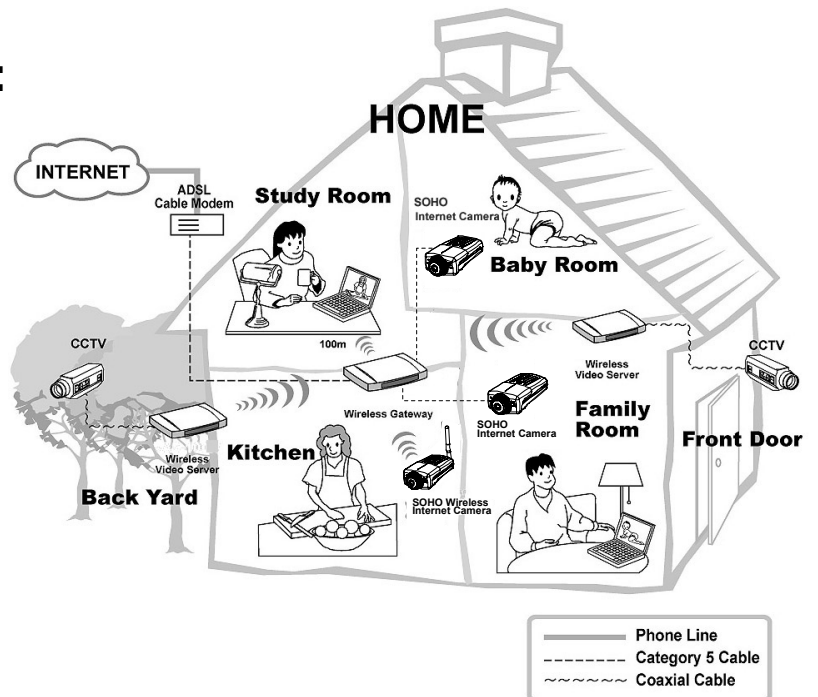 :
HOME
INTERNET
ADSL
Cable Modem
Study Room
SOHO
Internet Camera
Baby Room
100m
CCTV
Wireless
Video Server
CCTV
Wireless Gateway
SOHO
Internet Camera
Family
Room
Front Door
Kitchen
Wireless
Video Server
SOHO Wireless
Internet Camera
Back Yard
Phone Line
Category 5 Cable
Coaxial Cable